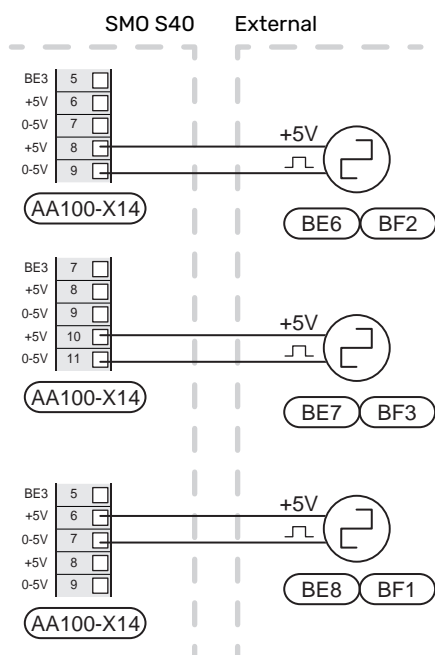 SMO S40 External
BE3 5
+5V 6
0-5V 7
+5V 8 +5V
0-5V 9
AA100-X14 BE6 BF2
BE3 7
+5V 8
0-5V 9
+5V 10 +5V
0-5V 11
AA100-X14 BE7 BF3
BE3 5
+5V 6 +5V
0-5V 7
+5V 8
0-5V 9
AA100-X14 BE8 BF1